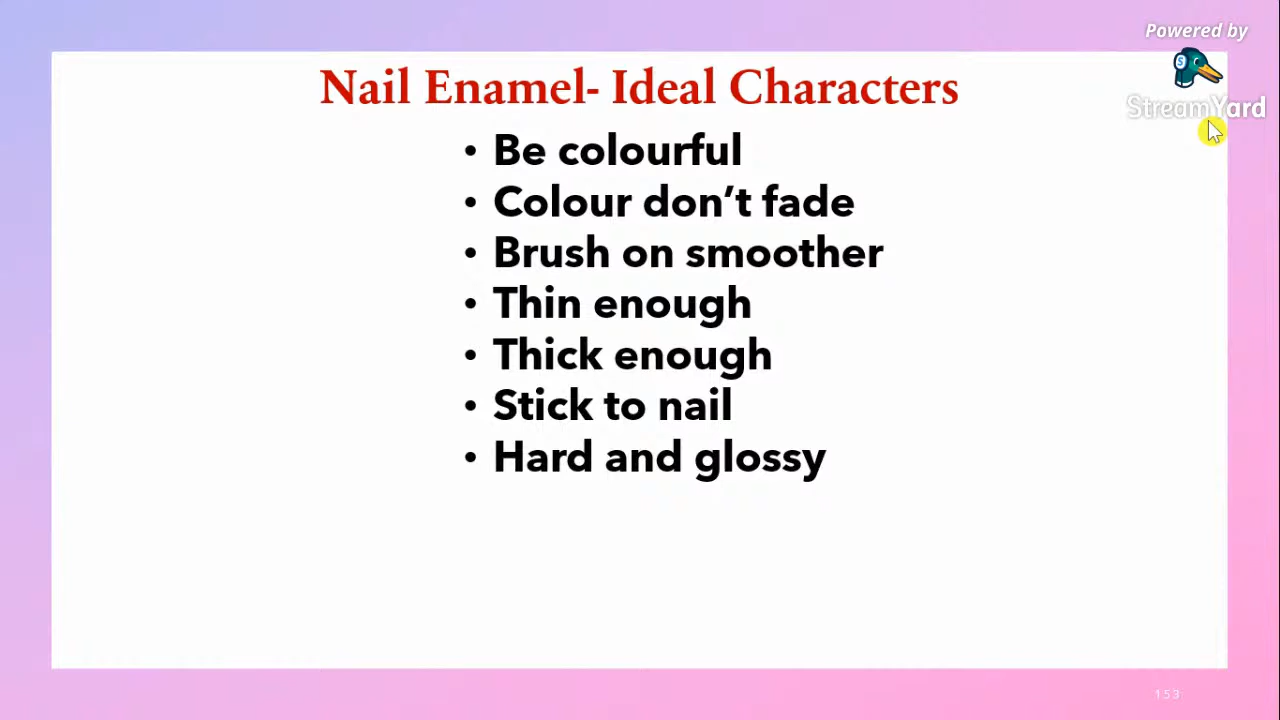 Powered by
StreamYard
Nail Enamel- Ideal Characters
• Be colourful
• Colour don’t fade
• Brush on smoother
• Thin enough
• Thick enough
• Stick to nail
• Hard and glossy
153